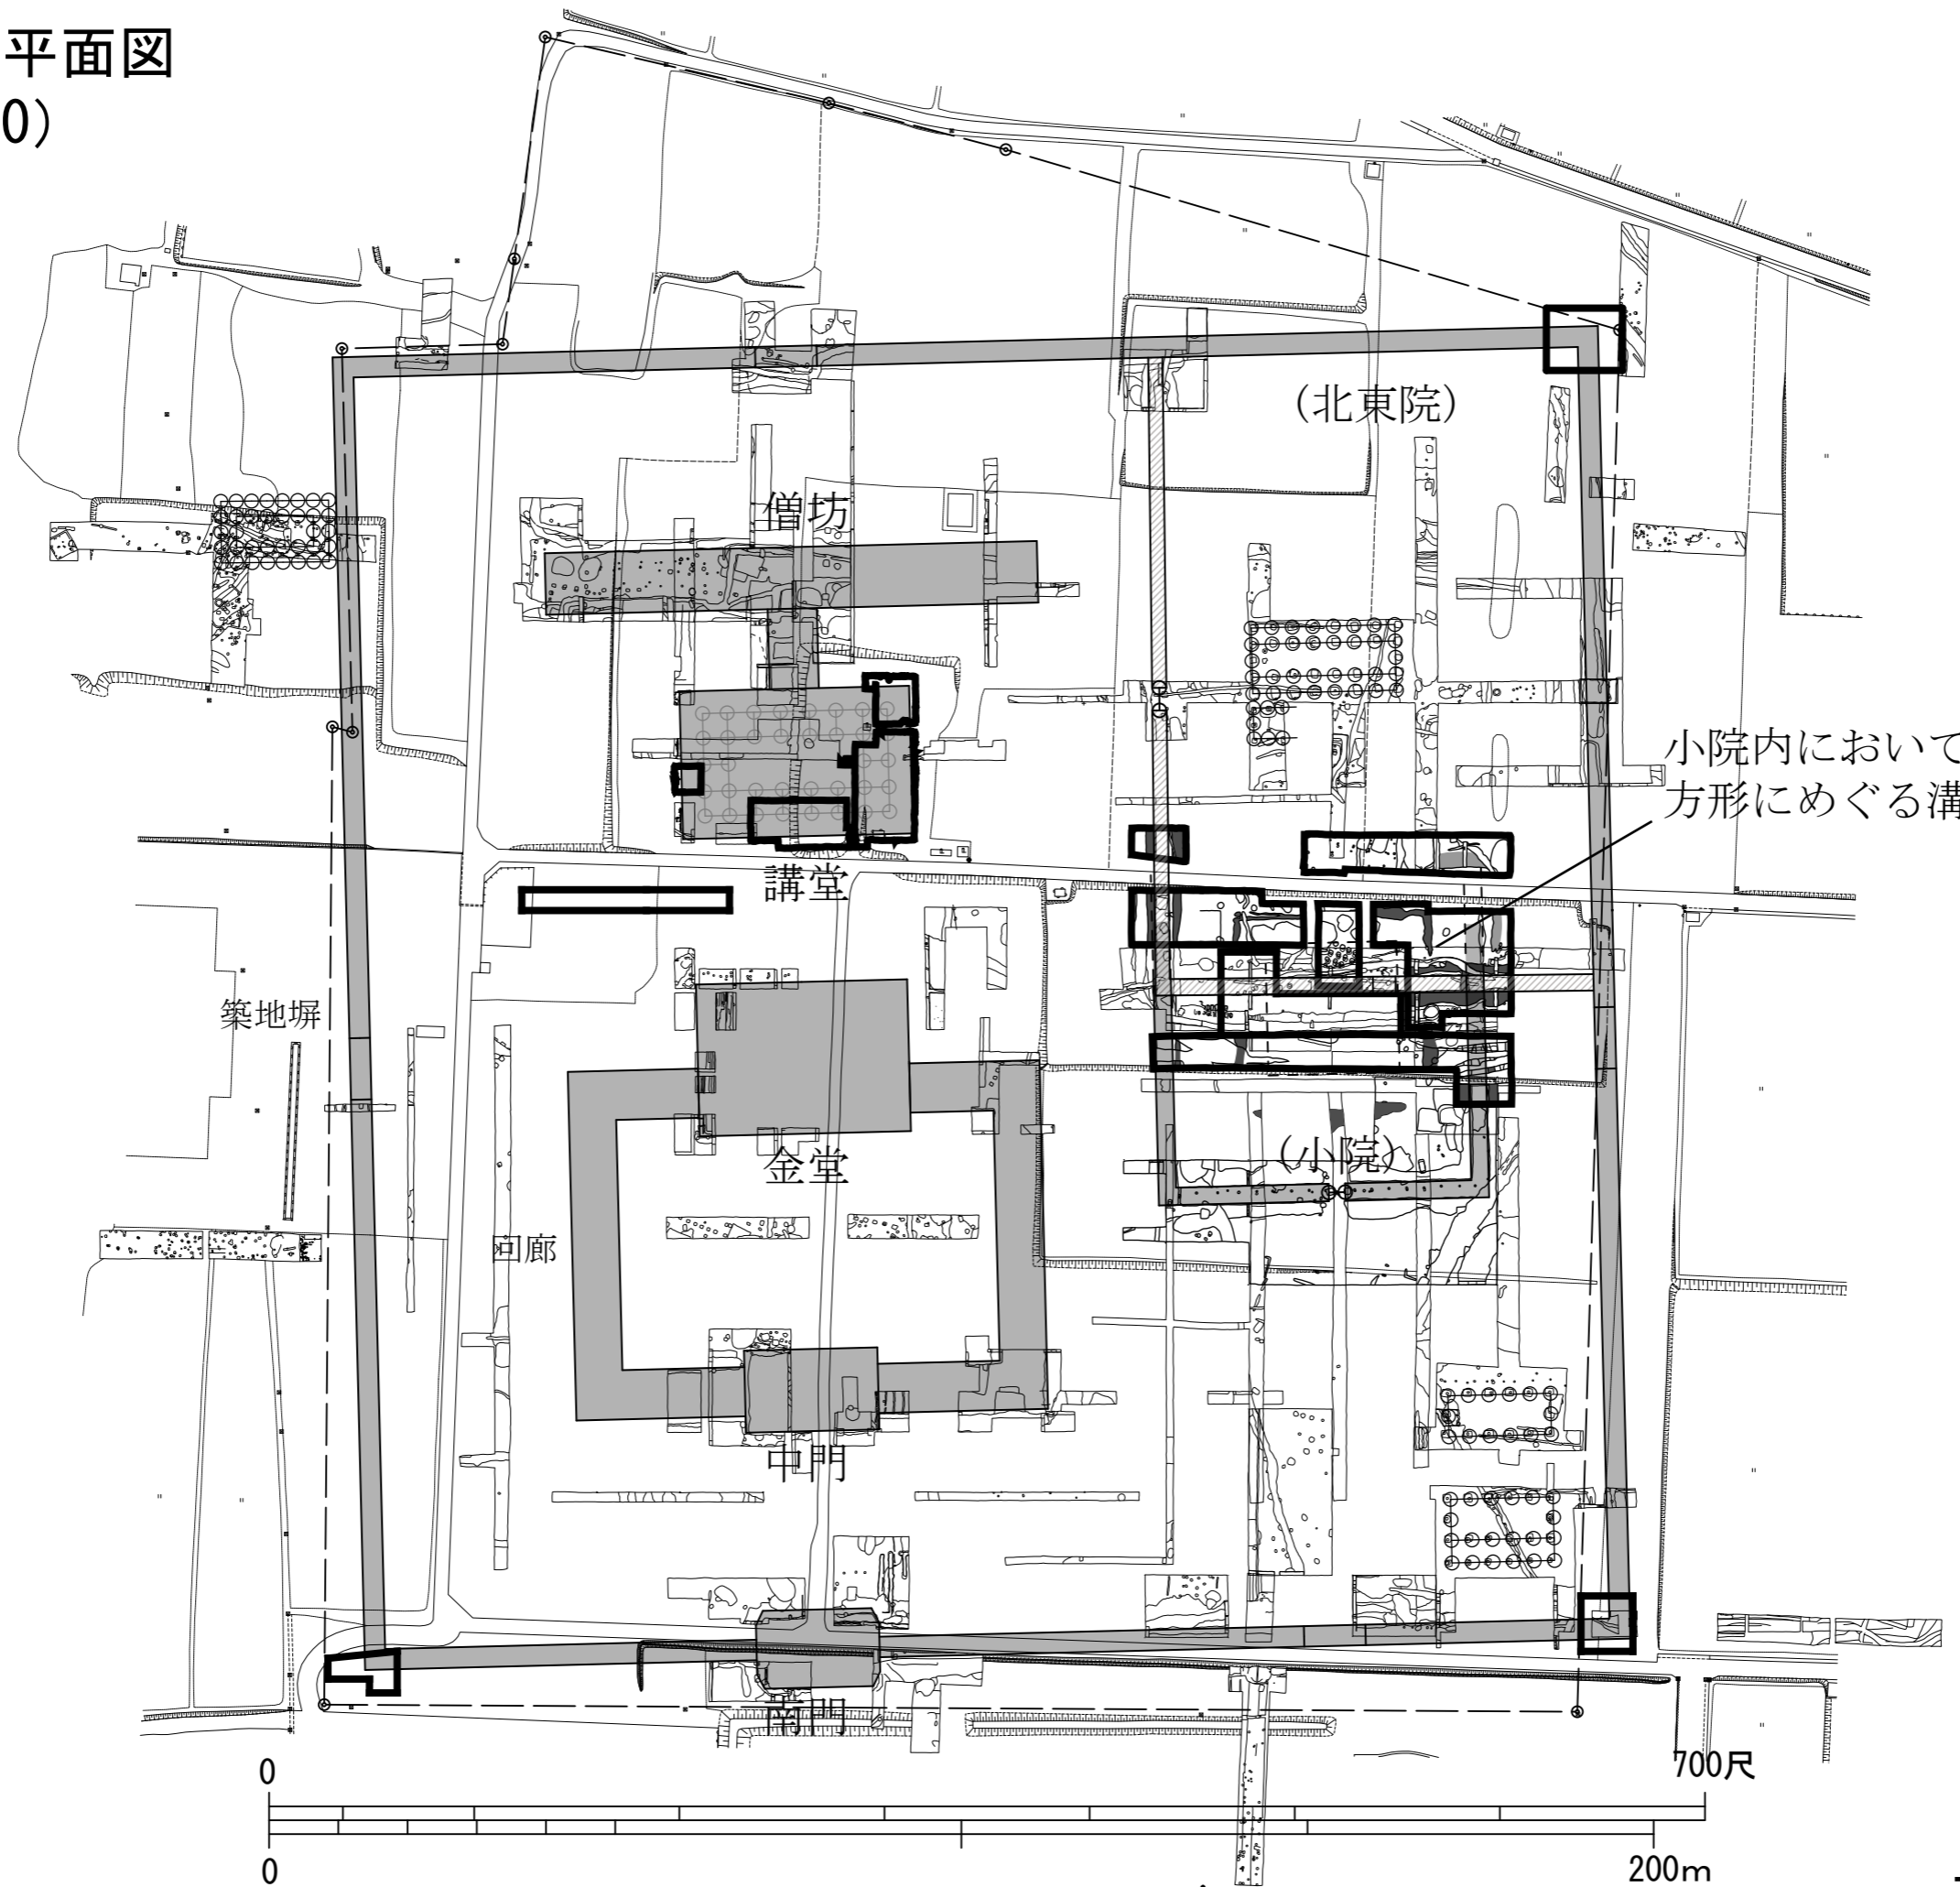 平面図
0）
（北東院）
僧坊
小院内において
方形にめぐる溝
講堂
築地塀
金堂
（小院）
回廊
中門
南門
0
700尺
0
200m